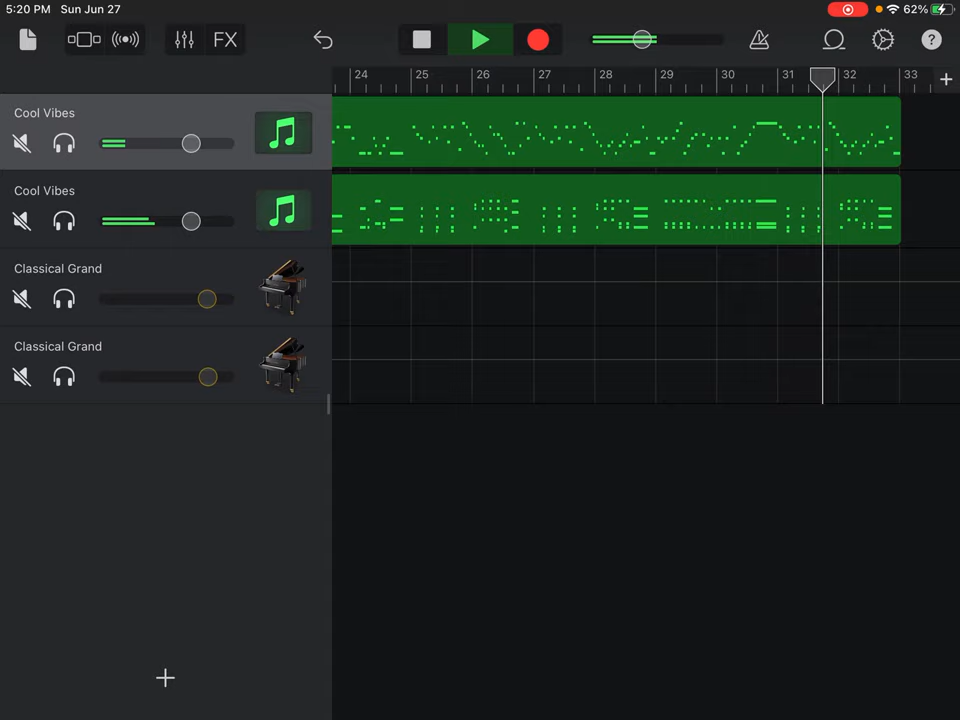 5:20 PM Sun Jun 27 62%
FX ?
24 25 26 27 28 29 30 31 32 33 +
Cool Vibes
Cool Vibes
Classical Grand
Classical Grand
+